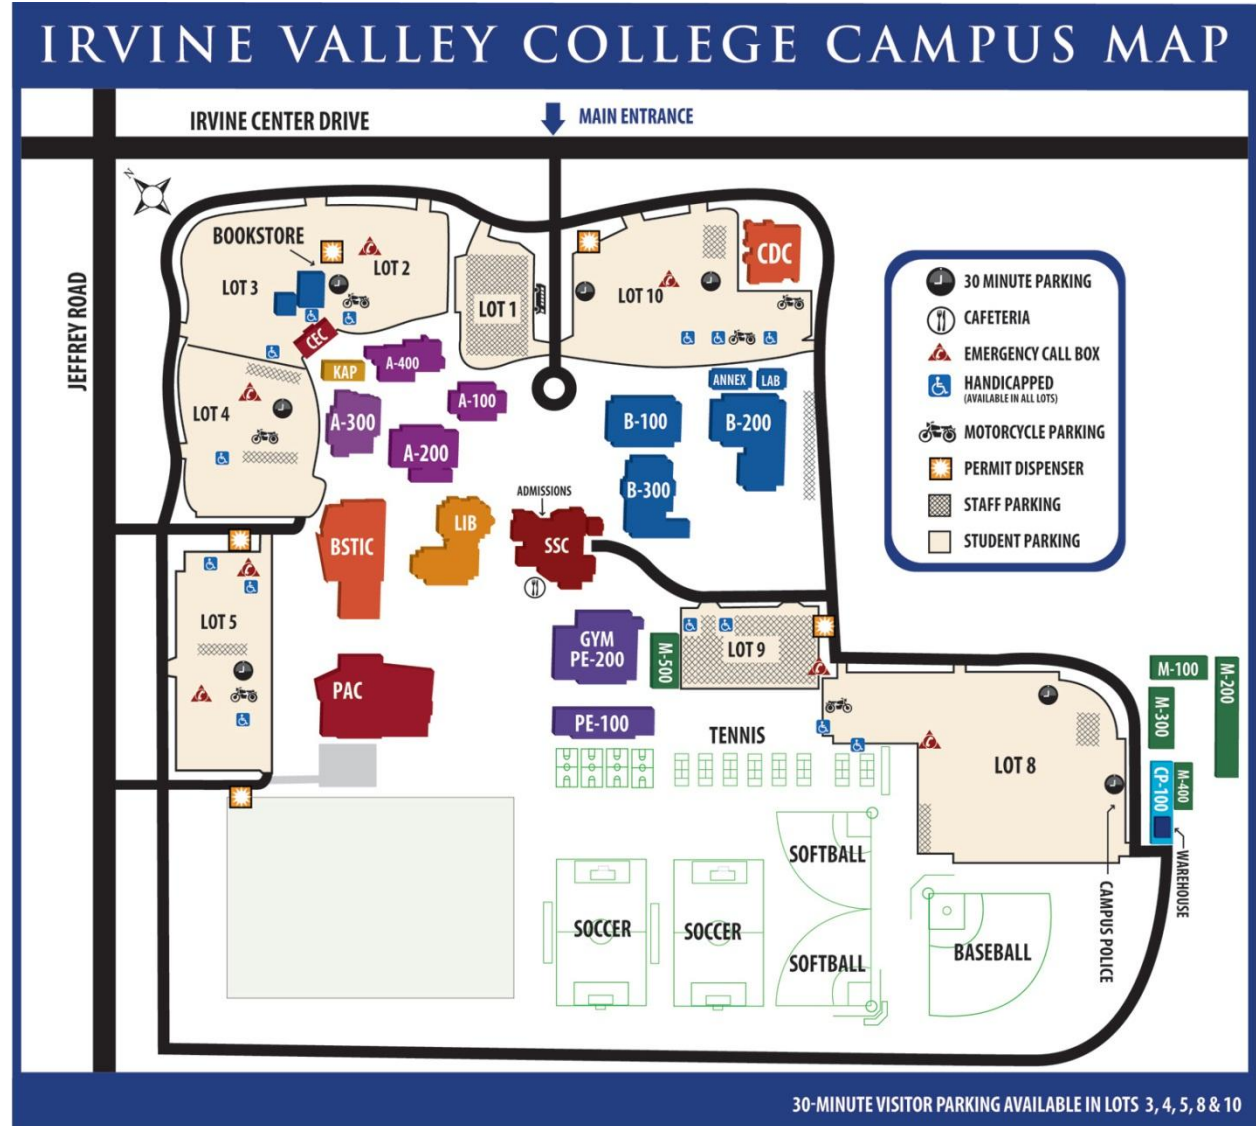 IRVINE VALLEY COLLEGE CAMPUS MAP
IRVINE CENTER DRIVE
MAIN ENTRANCE
N
JEFFREY ROAD
BOOKSTORE
LOT 3
LOT 2
LOT 1
LOT 10
CDC
CEC
KAP
A-400
A-100
A-300
A-200
LOT 4
ANNEX
LAB
B-100
B-200
B-300
30 MINUTE PARKING
CAFETERIA
EMERGENCY CALL BOX
HANDICAPPED
(AVAILABLE IN ALL LOTS)
MOTORCYCLE PARKING
PERMIT DISPENSER
STAFF PARKING
STUDENT PARKING
ADMISSIONS
BSTIC
LIB
SSC
LOT 5
GYM
PE-200
M-500
LOT 9
PAC
PE-100
TENNIS
LOT 8
M-100
M-200
M-300
CP-100
M-400
WAREHOUSE
CAMPUS POLICE
SOCCER
SOCCER
SOFTBALL
SOFTBALL
BASEBALL
30-MINUTE VISITOR PARKING AVAILABLE IN LOTS 3, 4, 5, 8 & 10